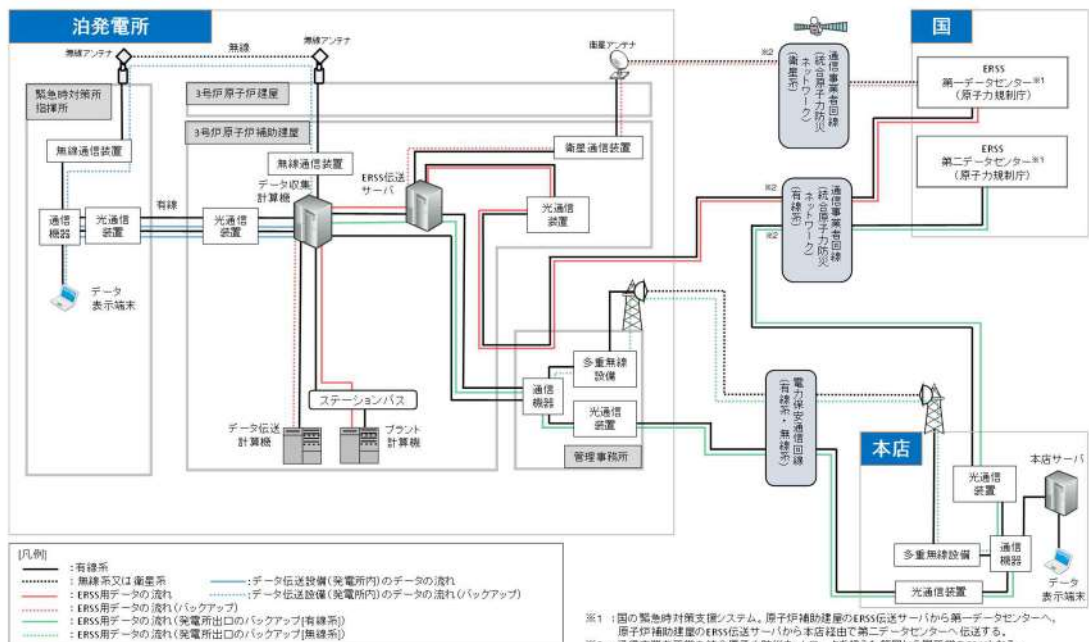 泊発電所
国
無線アンテナ
無線
無線アンテナ
衛星アンテナ
※2
通信事業者回線
(統合原子力防災
ネットワーク)
(衛星系)
ERSS
第一データセンター※1
(原子力規制庁)
緊急時対策所
指揮所
3号炉原子炉建屋
3号炉原子炉補助建屋
無線通信装置
無線通信装置
衛星通信装置
ERSS
第二データセンター※1
(原子力規制庁)
データ収集
計算機
ERSS伝送
サーバ
※2
通信事業者回線
(統合原子力防災
ネットワーク)
(有線系)
※2
有線
通信
機器
光通信
装置
光通信
装置
光通信
装置
データ
表示端末
多重無線
設備
通信
機器
光通信
装置
管理事務所
ステーションバス
データ伝送
計算機
プラント
計算機
電力保安通信回線
(有線系・無線系)
本店
本店サーバ
光通信
装置
多重無線設備
通信
機器
光通信装置
データ
表示端末
[凡例]
:有線系
:無線系又は衛星系
:ERSS用データの流れ
:ERSS用データの流れ(バックアップ)
:ERSS用データの流れ(発電所出口のバックアップ[有線系])
:ERSS用データの流れ(発電所出口のバックアップ[無線系])
:データ伝送設備(発電所内)のデータの流れ
:データ伝送設備(発電所内)のデータの流れ(バックアップ)
※1:国の緊急時対策支援システム。原子炉補助建屋のERSS伝送サーバから第一データセンターへ、
原子炉補助建屋のERSS伝送サーバから本店経由で第二データセンターへ伝送する。